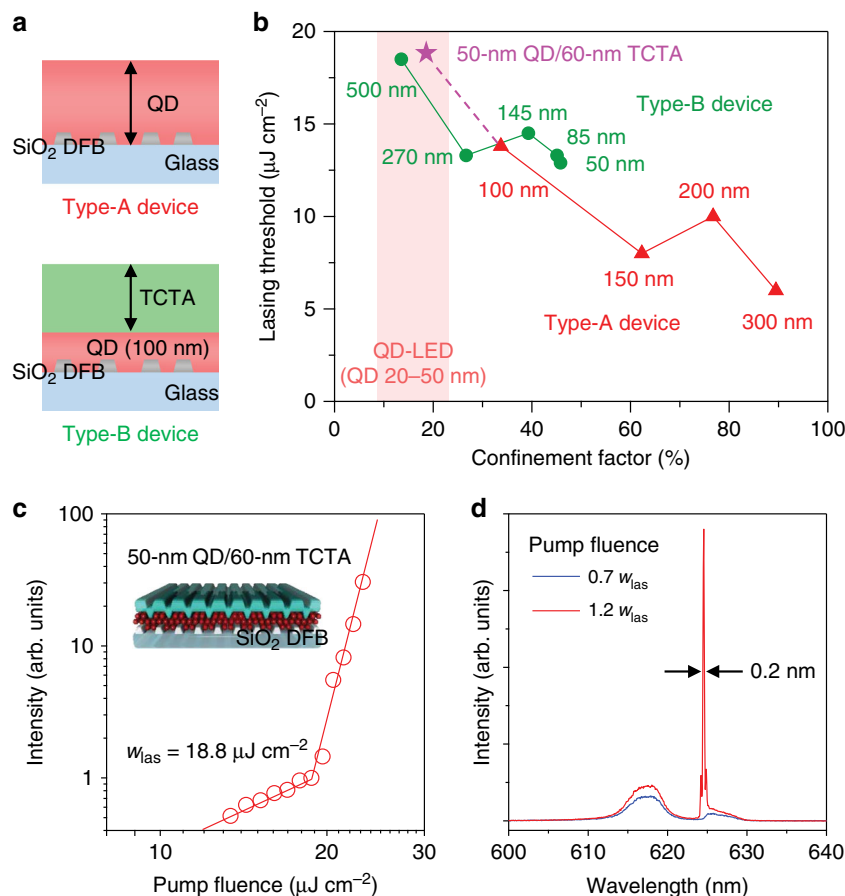 a
QD
SiO₂ DFB
Glass
Type-A device
TCTA
QD (100 nm)
SiO₂ DFB
Glass
Type-B device
b
Lasing threshold (μJ cm⁻²)
20
15
10
5
0
50-nm QD/60-nm TCTA
500 nm
145 nm
Type-B device
85 nm
270 nm
50 nm
100 nm
200 nm
150 nm
Type-A device
300 nm
QD-LED
(QD 20–50 nm)
0 20 40 60 80 100
Confinement factor (%)
c
Intensity (arb. units)
100
10
1
50-nm QD/60-nm TCTA
SiO₂ DFB
w_las = 18.8 μJ cm⁻²
10 20 30
Pump fluence (μJ cm⁻²)
d
Intensity (arb. units)
Pump fluence
0.7 w_las
1.2 w_las
0.2 nm
600 610 620 630 640
Wavelength (nm)